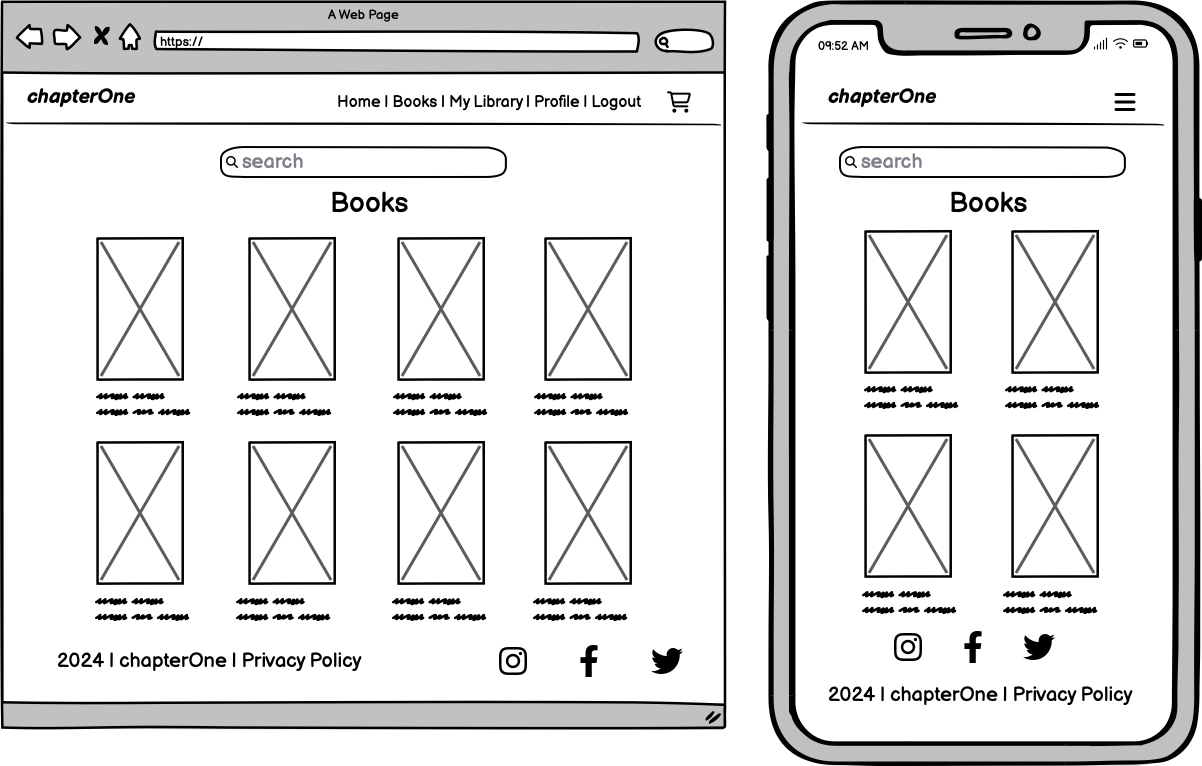 A Web Page
https://
chapterOne
Home | Books | My Library | Profile | Logout
search
Books
2024 | chapterOne | Privacy Policy
09:52 AM
chapterOne
search
Books
2024 | chapterOne | Privacy Policy